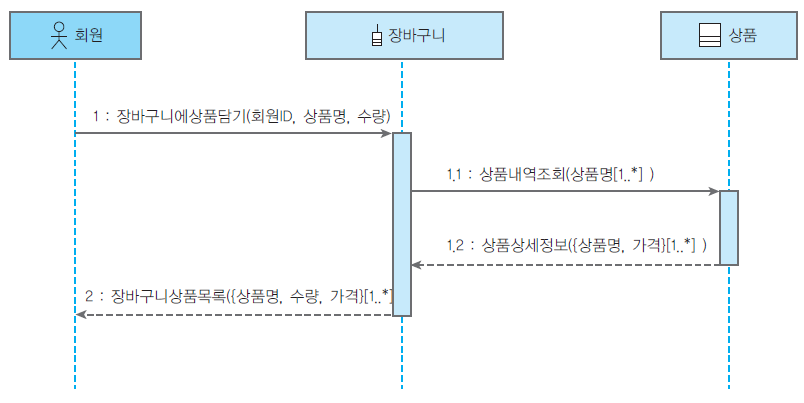 회원
장바구니
상품
1 : 장바구니에상품담기(회원ID, 상품명, 수량)
1.1 : 상품내역조회(상품명[1..*] )
1.2 : 상품상세정보({상품명, 가격}[1..*] )
2 : 장바구니상품목록({상품명, 수량, 가격}[1..*]